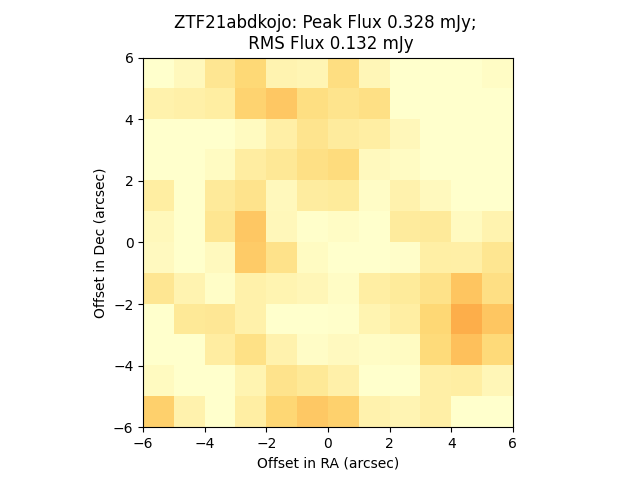 ZTF21abdkojo: Peak Flux 0.328 mJy;
RMS Flux 0.132 mJy
6
4
2
0
−2
−4
−6
Offset in Dec (arcsec)
−6 −4 −2 0 2 4 6
Offset in RA (arcsec)